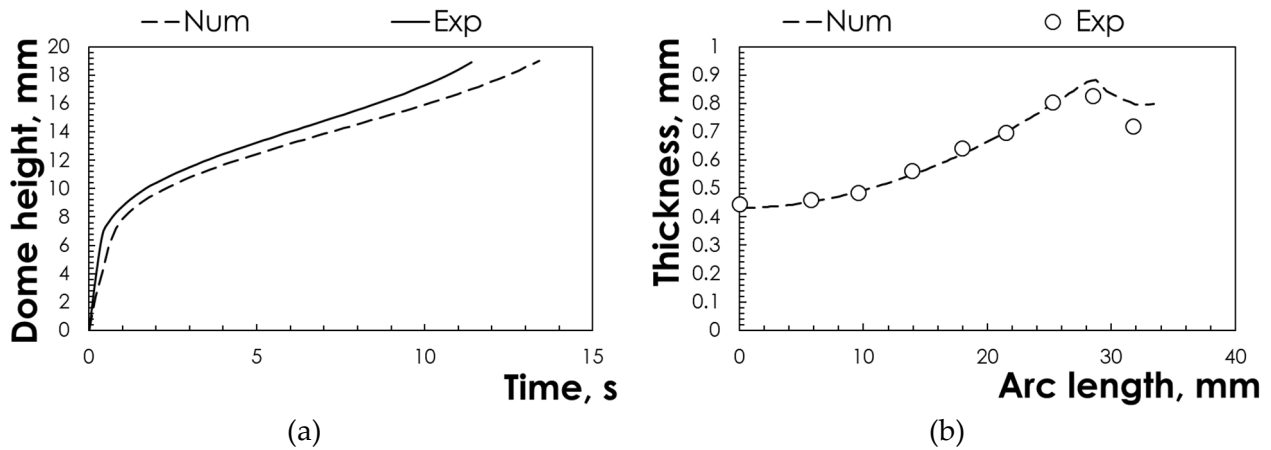 Num Exp
Dome height, mm
20
18
16
14
12
10
8
6
4
2
0
0 5 10 15
Time, s
(a)
Num Exp
Thickness, mm
1
0.9
0.8
0.7
0.6
0.5
0.4
0.3
0.2
0.1
0
0 10 20 30 40
Arc length, mm
(b)